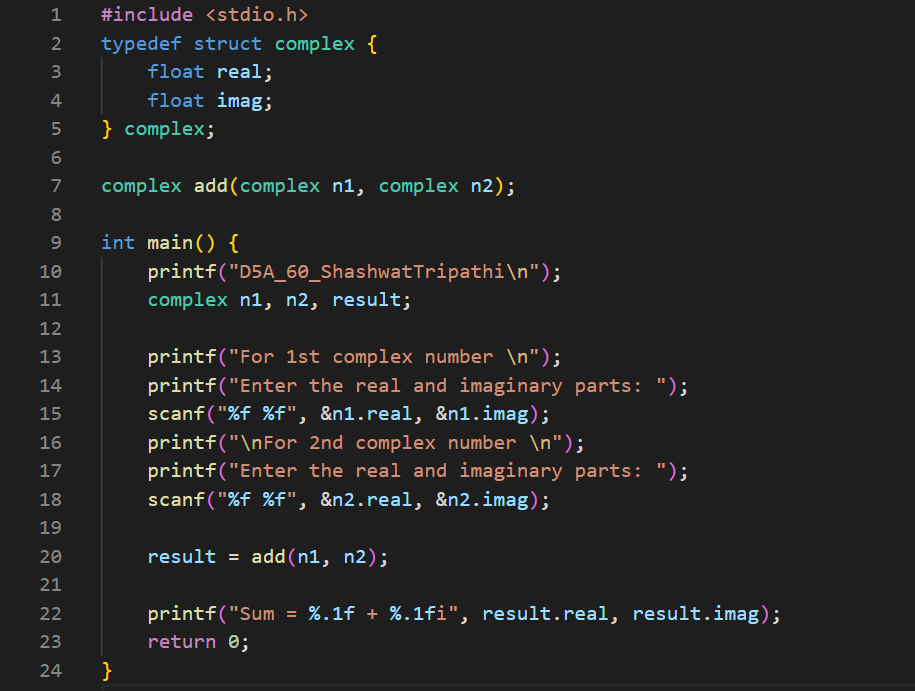 1 #include <stdio.h>
2 typedef struct complex {
3     float real;
4     float imag;
5 } complex;
6
7 complex add(complex n1, complex n2);
8
9 int main() {
10     printf("D5A_60_ShashwatTripathi\n");
11     complex n1, n2, result;
12
13     printf("For 1st complex number \n");
14     printf("Enter the real and imaginary parts: ");
15     scanf("%f %f", &n1.real, &n1.imag);
16     printf("\nFor 2nd complex number \n");
17     printf("Enter the real and imaginary parts: ");
18     scanf("%f %f", &n2.real, &n2.imag);
19
20     result = add(n1, n2);
21
22     printf("Sum = %.1f + %.1fi", result.real, result.imag);
23     return 0;
24 }